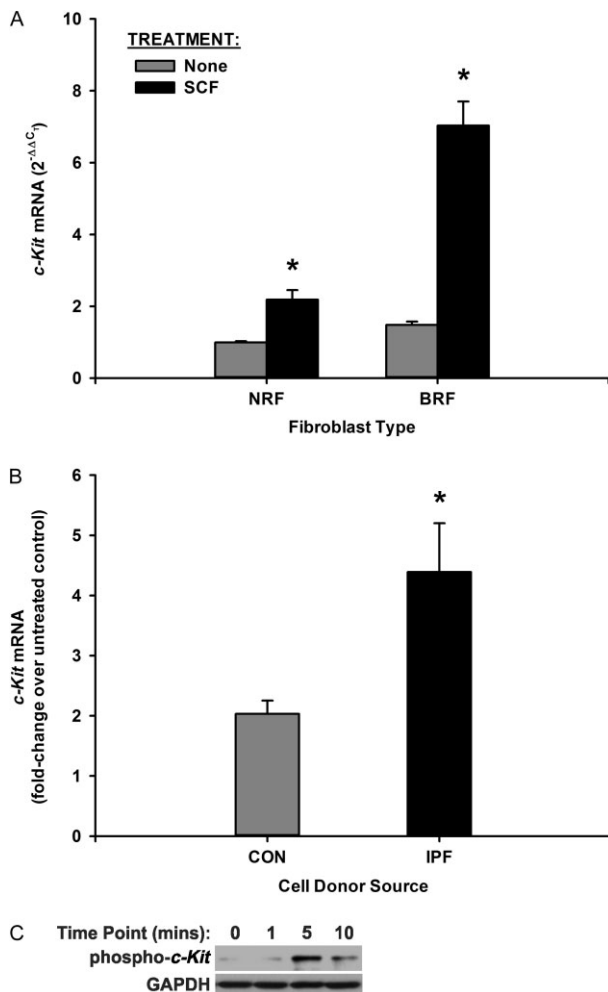 A
10
TREATMENT:
None
SCF
8
*
6
c-Kit mRNA (2^-ΔΔC_T)
4
*
2
0
NRF BRF
Fibroblast Type
B
6
*
5
4
c-Kit mRNA
(fold-change over untreated control)
3
2
1
0
CON IPF
Cell Donor Source
C Time Point (mins): 0 1 5 10
phospho-c-Kit
GAPDH